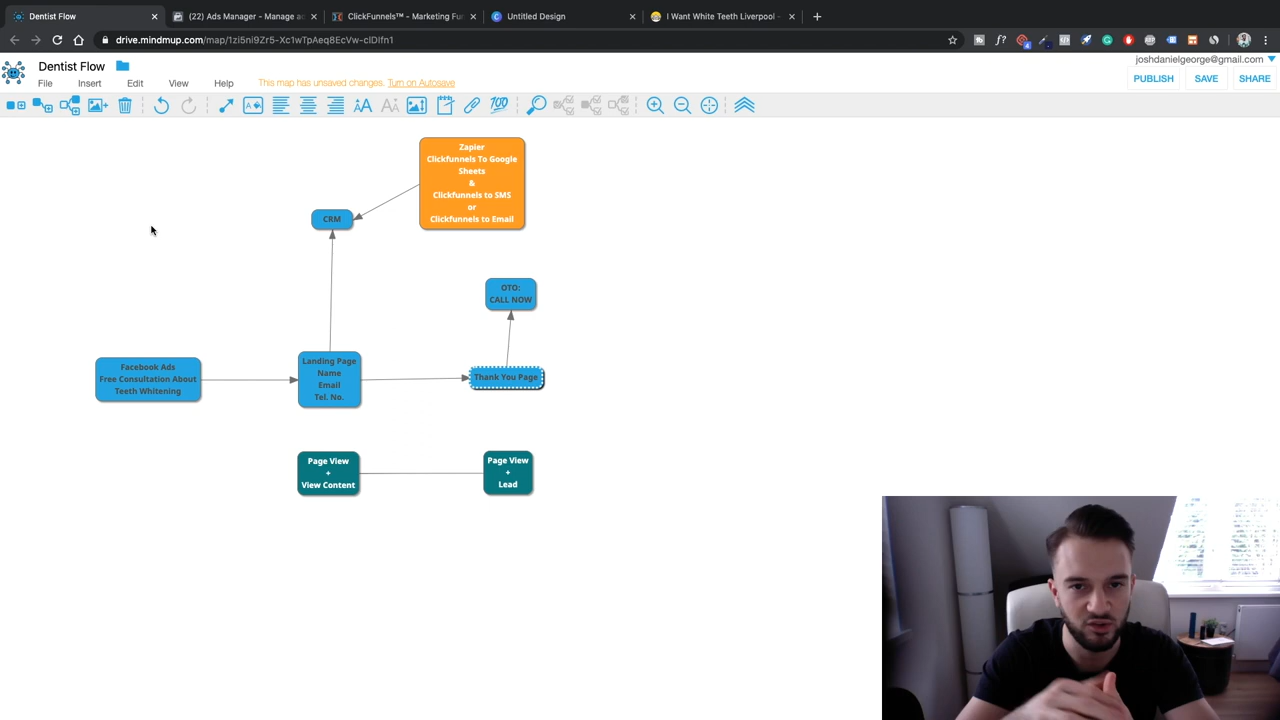 Dentist Flow
(22) Ads Manager - Manage ad
ClickFunnels™ - Marketing Fu
Untitled Design
I Want White Teeth Liverpool -
drive.mindmup.com/map/1zi5ni9Zr5-Xc1wTpAeq8EcVw-cIDIfn1
joshdanielgeorge@gmail.com
Dentist Flow
File
Insert
Edit
View
Help
This map has unsaved changes. Turn on Autosave
PUBLISH
SAVE
SHARE
Zapier
Clickfunnels To Google
Sheets
&
Clickfunnels to SMS
or
Clickfunnels to Email
CRM
OTO:
CALL NOW
Facebook Ads
Free Consultation About
Teeth Whitening
Landing Page
Name
Email
Tel. No.
Thank You Page
Page View
+
View Content
Page View
+
Lead